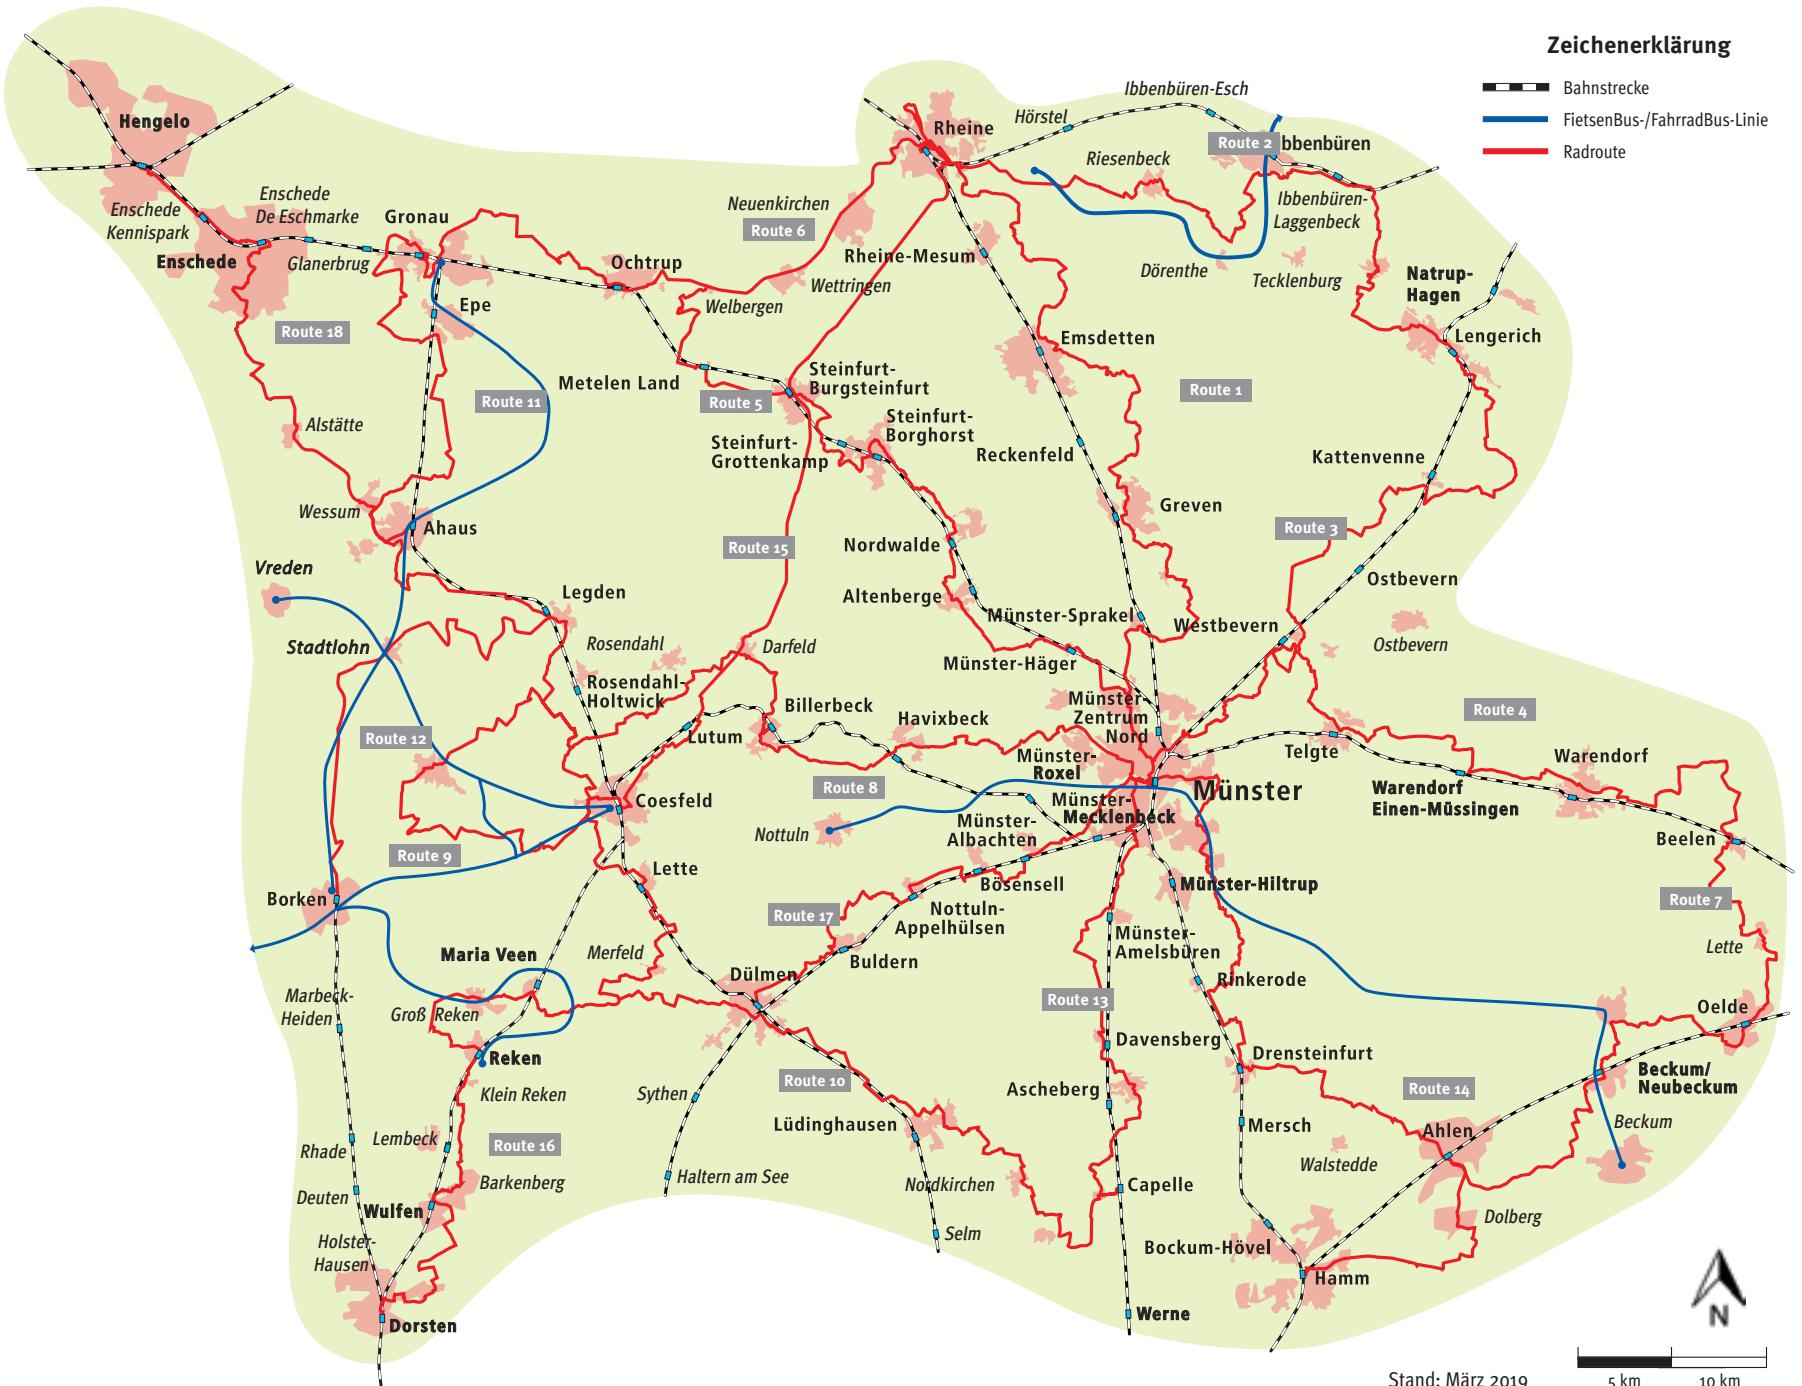 Zeichenerklärung
Bahnstrecke
FietsenBus-/FahrradBus-Linie
Radroute
Hengelo
Enschede
Kennispark
Enschede
De Eschmarke
Enschede
Glanerbrug
Gronau
Epe
Route 18
Route 11
Alstätte
Wessum
Ahaus
Vreden
Stadtlohn
Legden
Rosendahl
Rosendahl-
Holtwick
Route 12
Route 9
Ochtrup
Welbergen
Metelen Land
Neuenkirchen
Route 6
Wettringen
Rheine
Rheine-Mesum
Hörstel
Ibbenbüren-Esch
Riesenbeck
Route 2
Ibbenbüren
Ibbenbüren-
Laggenbeck
Dörenthe
Tecklenburg
Natrup-
Hagen
Lengerich
Emsdetten
Route 1
Route 5
Steinfurt-
Burgsteinfurt
Steinfurt-
Borghorst
Steinfurt-
Grottenkamp
Reckenfeld
Kattenvenne
Greven
Route 3
Route 15
Nordwalde
Altenberge
Münster-Sprakel
Westbevern
Ostbevern
Ostbevern
Münster-Häger
Darfeld
Billerbeck
Lutum
Havixbeck
Münster-
Zentrum
Nord
Münster-
Roxel
Münster
Telgte
Route 4
Warendorf
Warendorf
Einen-Müssingen
Beelen
Coesfeld
Route 8
Nottuln
Münster-
Mecklenbeck
Münster-
Albachten
Bösensell
Münster-Hiltrup
Lette
Borken
Route 17
Nottuln-
Appelhülsen
Buldern
Münster-
Amelsbüren
Route 7
Lette
Maria Veen
Merfeld
Dülmen
Rinkerode
Route 13
Marbeck-
Heiden
Groß Reken
Oelde
Davensberg
Drensteinfurt
Reken
Klein Reken
Sythen
Route 10
Ascheberg
Route 14
Beckum/
Neubeckum
Beckum
Lüdinghausen
Mersch
Ahlen
Walstedde
Rhade
Lembeck
Route 16
Barkenberg
Haltern am See
Nordkirchen
Capelle
Deuten
Wulfen
Dolberg
Selm
Holster-
Hausen
Bockum-Hövel
Hamm
Werne
Dorsten
N
Stand: März 2019
5 km
10 km